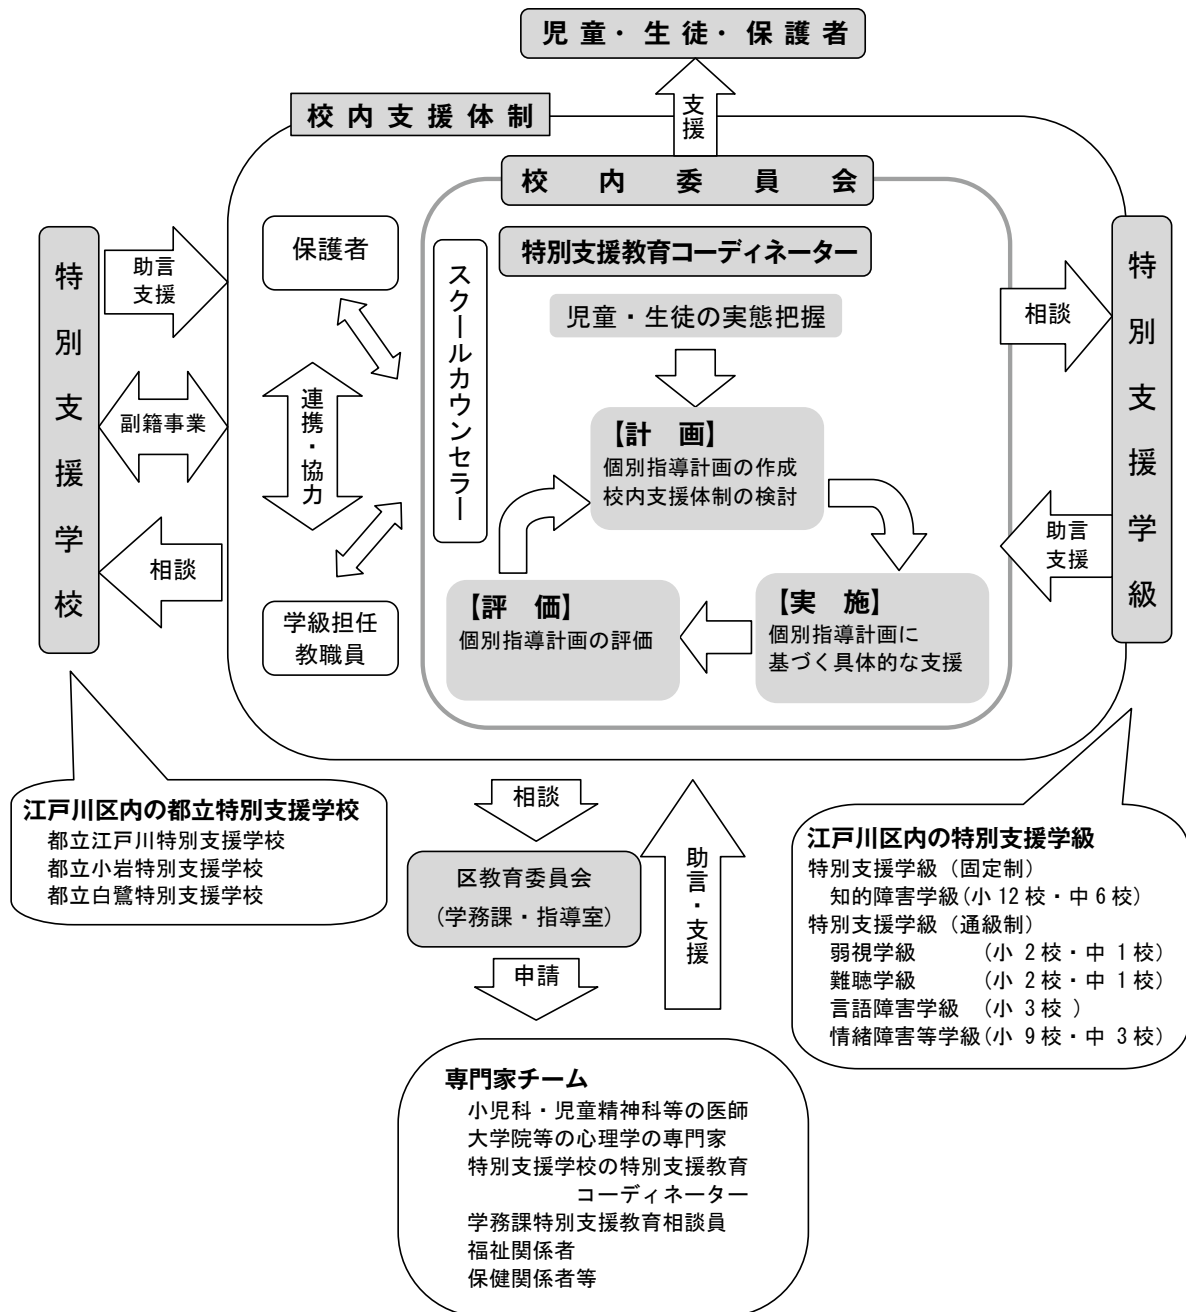 児童・生徒・保護者
支援
校内支援体制
校内委員会
特別支援学校
助言
支援
副籍事業
相談
保護者
連携・協力
学級担任
教職員
スクールカウンセラー
特別支援教育コーディネーター
児童・生徒の実態把握
【計　画】
個別指導計画の作成
校内支援体制の検討
【評　価】
個別指導計画の評価
【実　施】
個別指導計画に
基づく具体的な支援
相談
助言
支援
特別支援学級
江戸川区内の都立特別支援学校
都立江戸川特別支援学校
都立小岩特別支援学校
都立白鷺特別支援学校
相談
区教育委員会
(学務課・指導室)
申請
助言・支援
江戸川区内の特別支援学級
特別支援学級（固定制）
知的障害学級(小 12 校・中 6 校)
特別支援学級（通級制）
弱視学級　　　(小 2 校・中 1 校)
難聴学級　　　(小 2 校・中 1 校)
言語障害学級　(小 3 校 )
情緒障害等学級(小 9 校・中 3 校)
専門家チーム
小児科・児童精神科等の医師
大学院等の心理学の専門家
特別支援学校の特別支援教育
コーディネーター
学務課特別支援教育相談員
福祉関係者
保健関係者等